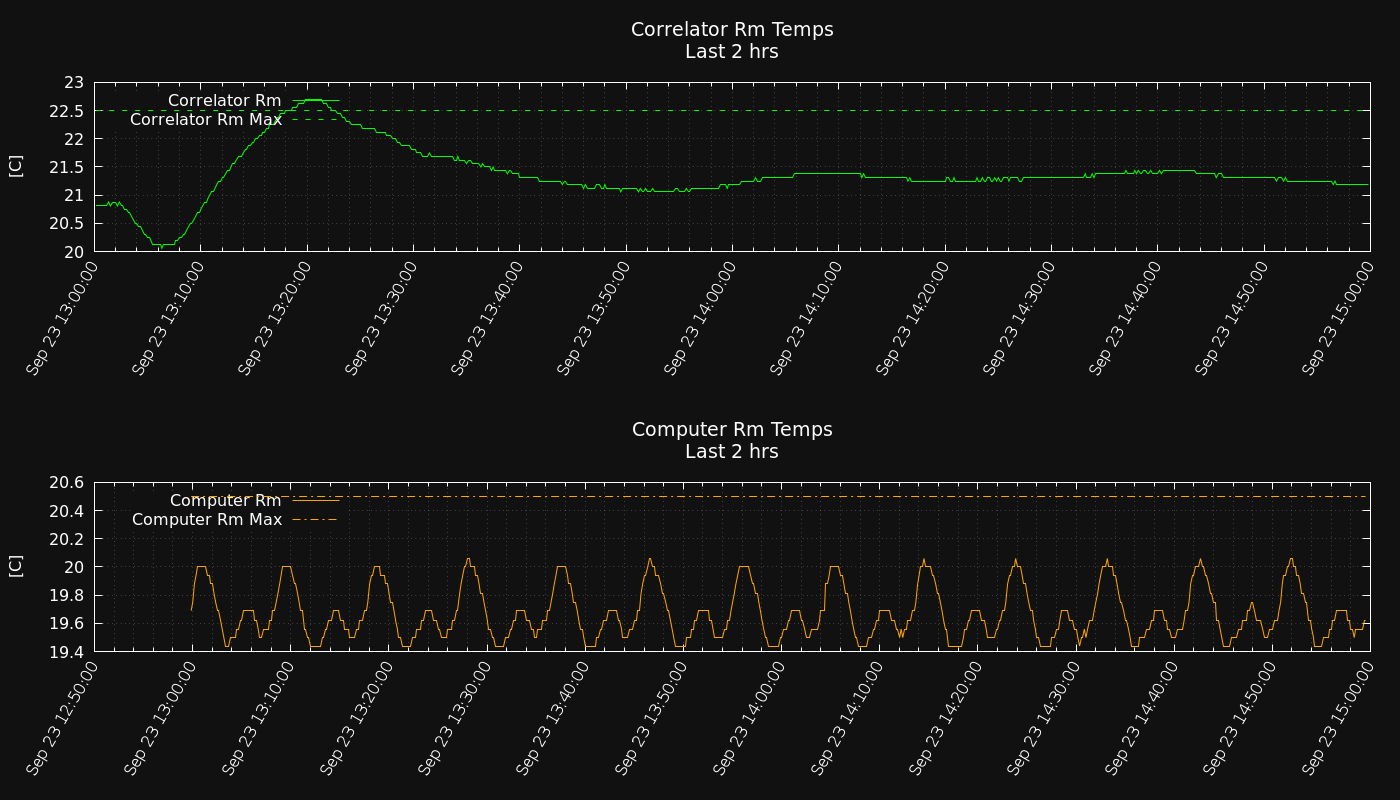 Correlator Rm Temps
Last 2 hrs
23
22.5
22
21.5
21
20.5
20
[C]
Correlator Rm
Correlator Rm Max
Sep 23 13:00:00
Sep 23 13:10:00
Sep 23 13:20:00
Sep 23 13:30:00
Sep 23 13:40:00
Sep 23 13:50:00
Sep 23 14:00:00
Sep 23 14:10:00
Sep 23 14:20:00
Sep 23 14:30:00
Sep 23 14:40:00
Sep 23 14:50:00
Sep 23 15:00:00
Computer Rm Temps
Last 2 hrs
20.6
20.4
20.2
20
19.8
19.6
19.4
[C]
Computer Rm
Computer Rm Max
Sep 23 12:50:00
Sep 23 13:00:00
Sep 23 13:10:00
Sep 23 13:20:00
Sep 23 13:30:00
Sep 23 13:40:00
Sep 23 13:50:00
Sep 23 14:00:00
Sep 23 14:10:00
Sep 23 14:20:00
Sep 23 14:30:00
Sep 23 14:40:00
Sep 23 14:50:00
Sep 23 15:00:00